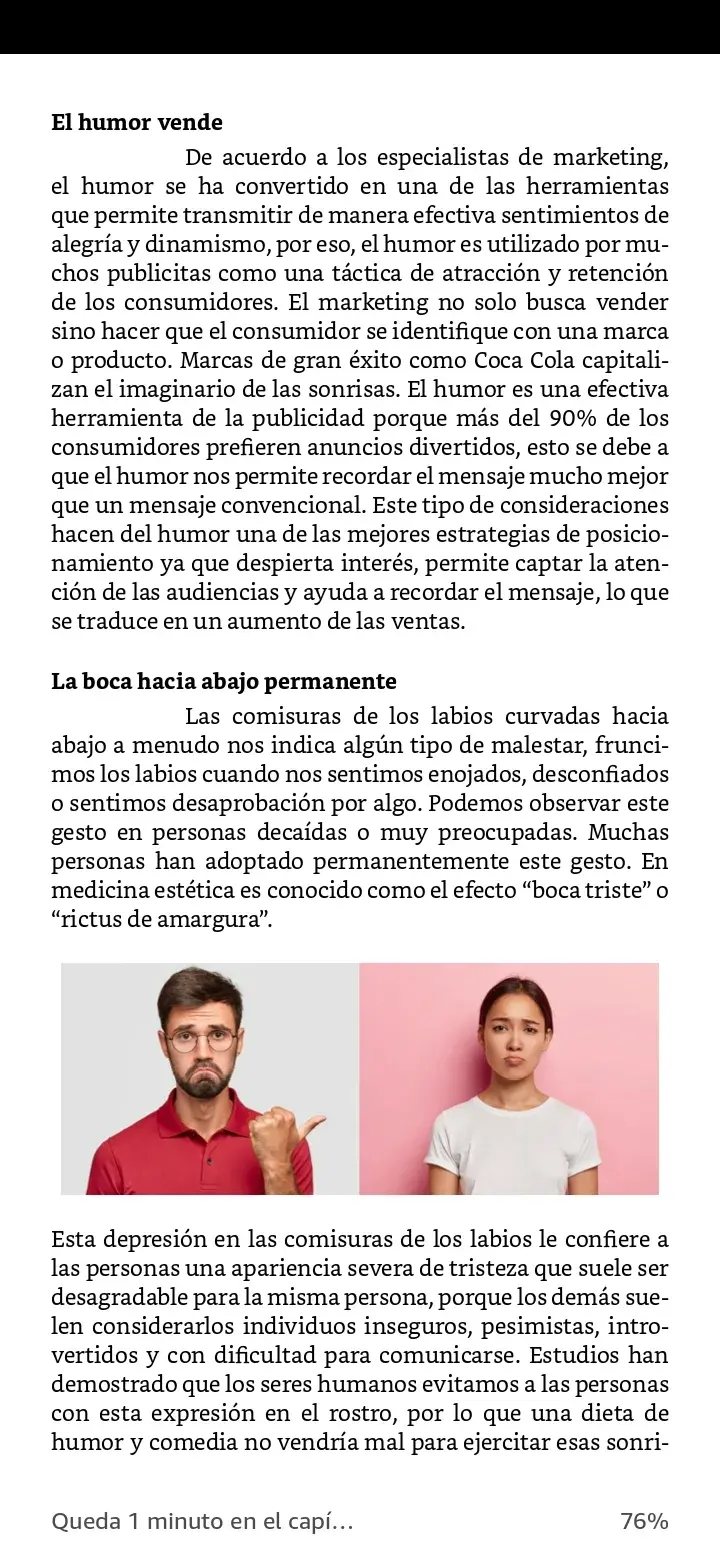 El humor vende
De acuerdo a los especialistas de marketing,
el humor se ha convertido en una de las herramientas
que permite transmitir de manera efectiva sentimientos de
alegría y dinamismo, por eso, el humor es utilizado por mu-
chos publicitas como una táctica de atracción y retención
de los consumidores. El marketing no solo busca vender
sino hacer que el consumidor se identifique con una marca
o producto. Marcas de gran éxito como Coca Cola capitali-
zan el imaginario de las sonrisas. El humor es una efectiva
herramienta de la publicidad porque más del 90% de los
consumidores prefieren anuncios divertidos, esto se debe a
que el humor nos permite recordar el mensaje mucho mejor
que un mensaje convencional. Este tipo de consideraciones
hacen del humor una de las mejores estrategias de posicio-
namiento ya que despierta interés, permite captar la aten-
ción de las audiencias y ayuda a recordar el mensaje, lo que
se traduce en un aumento de las ventas.
La boca hacia abajo permanente
Las comisuras de los labios curvadas hacia
abajo a menudo nos indica algún tipo de malestar, frunci-
mos los labios cuando nos sentimos enojados, desconfiados
o sentimos desaprobación por algo. Podemos observar este
gesto en personas decaídas o muy preocupadas. Muchas
personas han adoptado permanentemente este gesto. En
medicina estética es conocido como el efecto “boca triste” o
“rictus de amargura”.
Esta depresión en las comisuras de los labios le confiere a
las personas una apariencia severa de tristeza que suele ser
desagradable para la misma persona, porque los demás sue-
len considerarlos individuos inseguros, pesimistas, intro-
vertidos y con dificultad para comunicarse. Estudios han
demostrado que los seres humanos evitamos a las personas
con esta expresión en el rostro, por lo que una dieta de
humor y comedia no vendría mal para ejercitar esas sonri-
Queda 1 minuto en el capí… 76%